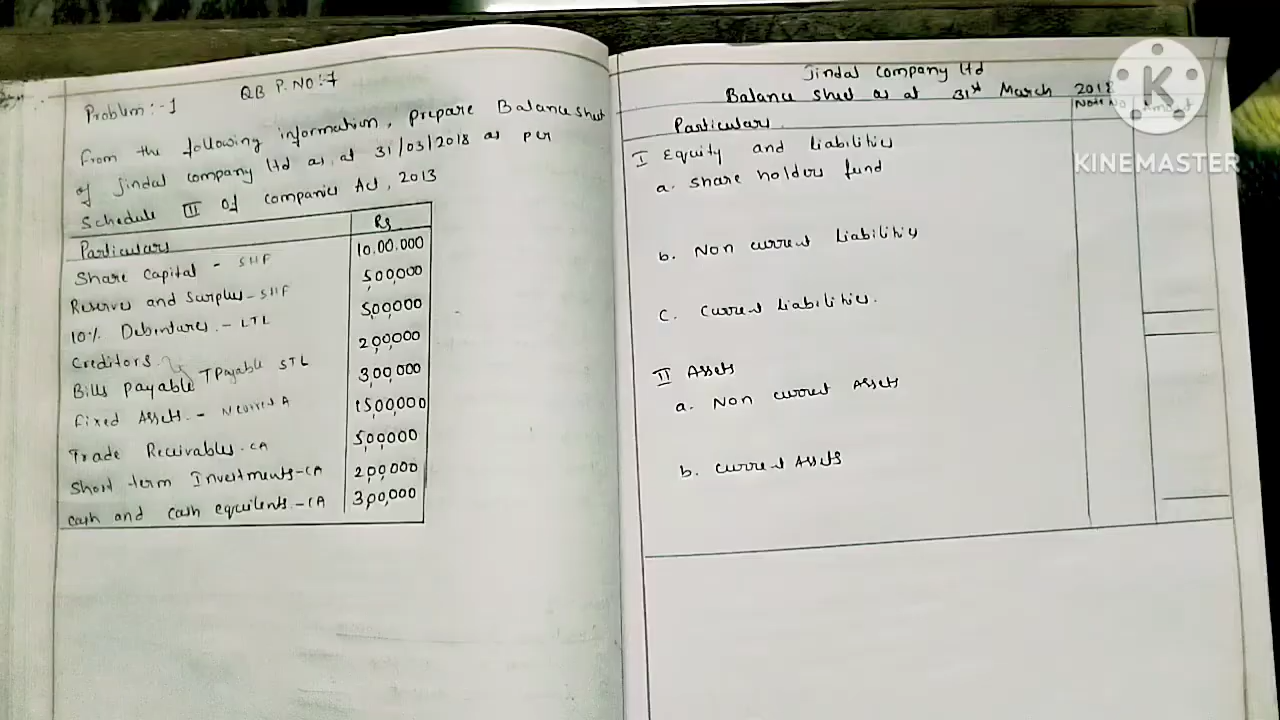 QB P.NO:-7
Problem :-1
From the following information, prepare Balance sheet
of Jindal company ltd as at 31/03/2018 as per
Schedule III of companies Act, 2013
Particulars Rs
Share Capital - SHF 10,00,000
Reserves and Surplus - SHF 5,00,000
10% Debentures. - LTL 5,00,000
Creditors 2,00,000
Bills payable TPayable STL 3,00,000
Fixed Assets. - NCurrent A 15,00,000
Trade Receivables. CA 5,00,000
Short term Investments - CA 2,00,000
Cash and cash equilents - CA 3,00,000
Jindal Company ltd
Balance sheet as at 31st March 2018
Particulars Note No
I Equity and liabilities
a. Share holders fund
b. Non current liabilities
c. Current liabilities.
II Assets
a. Non current Assets
b. Current Assets
K
KINEMASTER